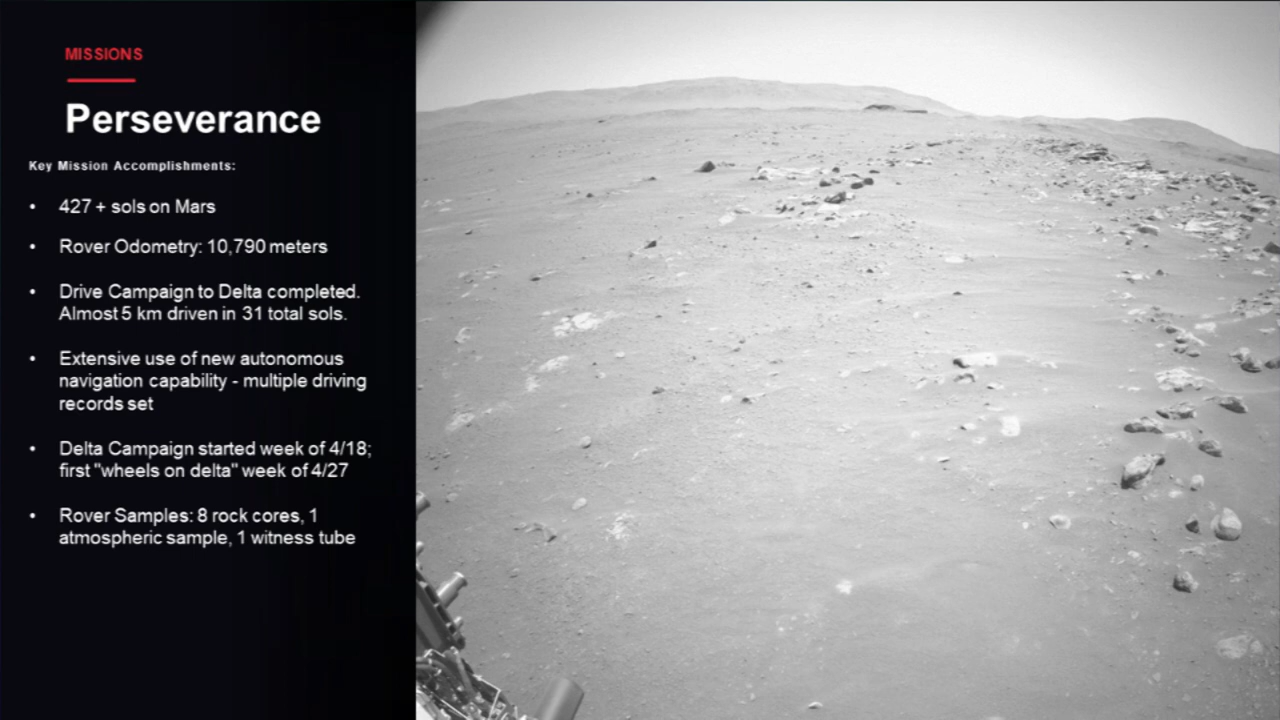 MISSIONS
Perseverance
Key Mission Accomplishments:
• 427 + sols on Mars
• Rover Odometry: 10,790 meters
• Drive Campaign to Delta completed.
Almost 5 km driven in 31 total sols.
• Extensive use of new autonomous
navigation capability - multiple driving
records set
• Delta Campaign started week of 4/18;
first "wheels on delta" week of 4/27
• Rover Samples: 8 rock cores, 1
atmospheric sample, 1 witness tube